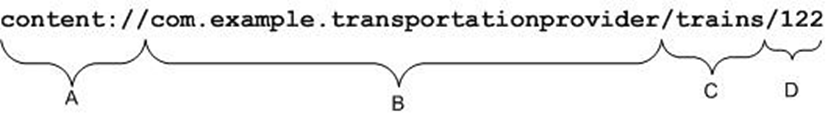 content://com.example.transportationprovider/trains/122
A B C D